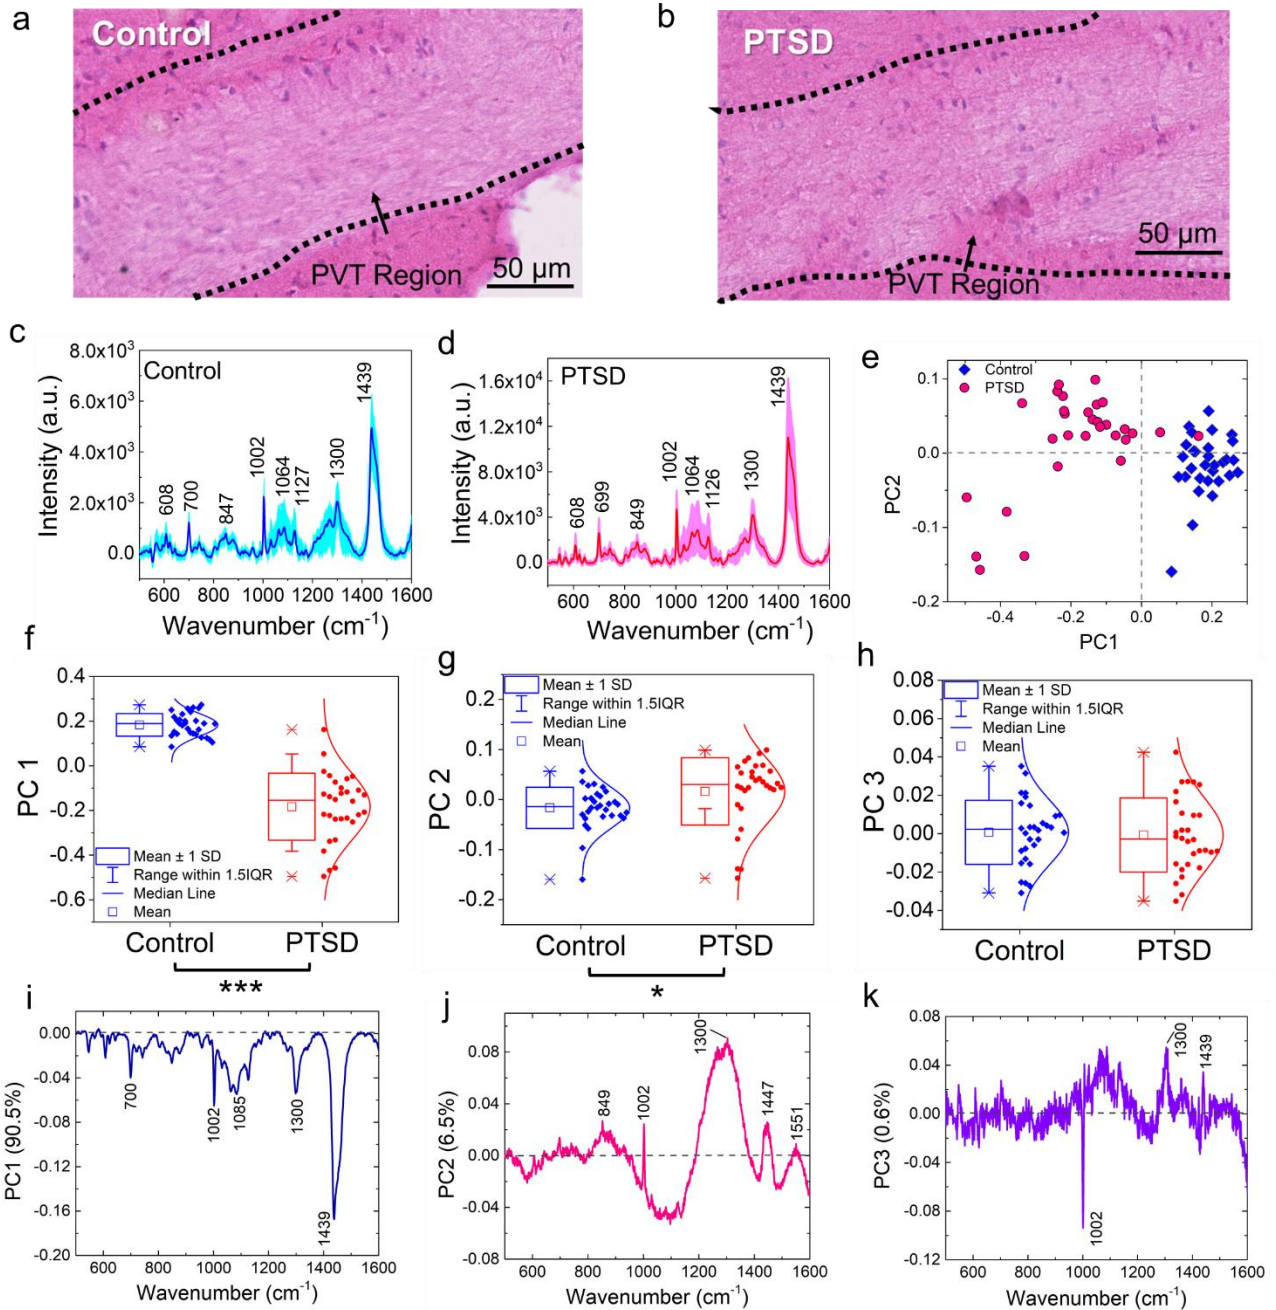 a
Control
PVT Region
50 µm
b
PTSD
PVT Region
50 µm
c
Control
8.0x10³
6.0x10³
4.0x10³
2.0x10³
0.0
Intensity (a.u.)
608
700
847
1002
1064
1127
1300
1439
600 800 1000 1200 1400 1600
Wavenumber (cm⁻¹)
d
PTSD
1.6x10⁴
1.2x10⁴
8.0x10³
4.0x10³
0.0
Intensity (a.u.)
608
699
849
1002
1064
1126
1300
1439
600 800 1000 1200 1400 1600
Wavenumber (cm⁻¹)
e
Control
PTSD
0.1
0.0
-0.1
-0.2
PC2
-0.4 -0.2 0.0 0.2
PC1
f
0.4
0.2
0.0
-0.2
-0.4
-0.6
PC 1
Mean ± 1 SD
Range within 1.5IQR
Median Line
Mean
Control PTSD
***
g
0.2
0.1
0.0
-0.1
-0.2
PC 2
Mean ± 1 SD
Range within 1.5IQR
Median Line
Mean
Control PTSD
*
h
0.08
0.06
0.04
0.02
0.00
-0.02
-0.04
PC 3
Mean ± 1 SD
Range within 1.5IQR
Median Line
Mean
Control PTSD
i
0.00
-0.04
-0.08
-0.12
-0.16
-0.20
PC1 (90.5%)
700
1002
1085
1300
1439
600 800 1000 1200 1400 1600
Wavenumber (cm⁻¹)
j
0.08
0.04
0.00
-0.04
-0.08
PC2 (6.5%)
849
1002
1300
1447
1551
600 800 1000 1200 1400 1600
Wavenumber (cm⁻¹)
k
0.08
0.04
0.00
-0.04
-0.08
-0.12
PC3 (0.6%)
1002
1300
1439
600 800 1000 1200 1400 1600
Wavenumber (cm⁻¹)